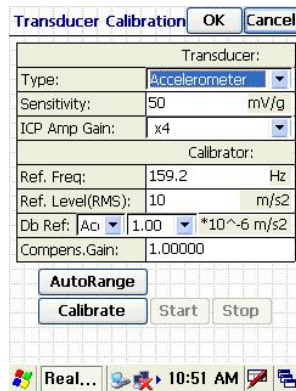 Transducer Calibration OK Cancel
Transducer:
Type: Accelerometer
Sensitivity: 50 mV/g
ICP Amp Gain: x4
Calibrator:
Ref. Freq: 159.2 Hz
Ref. Level(RMS): 10 m/s2
Db Ref: 1.00 *10^-6 m/s2
Compens.Gain: 1.00000
AutoRange
Calibrate Start Stop
Real... 10:51 AM